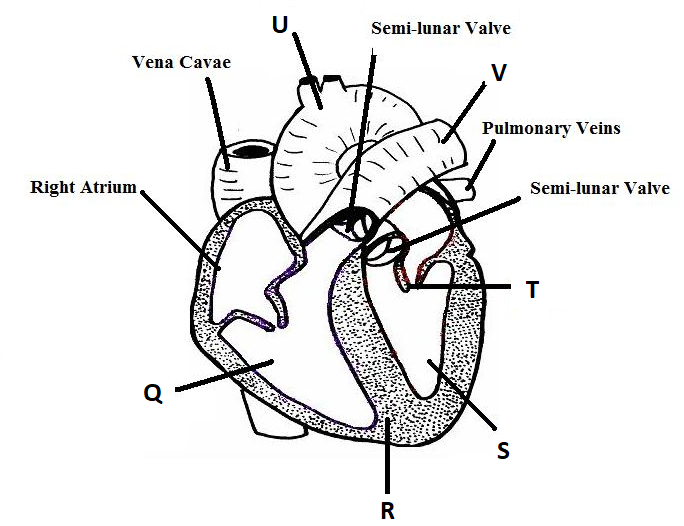 U
Semi-lunar Valve
Vena Cavae
V
Pulmonary Veins
Right Atrium
Semi-lunar Valve
T
Q
S
R